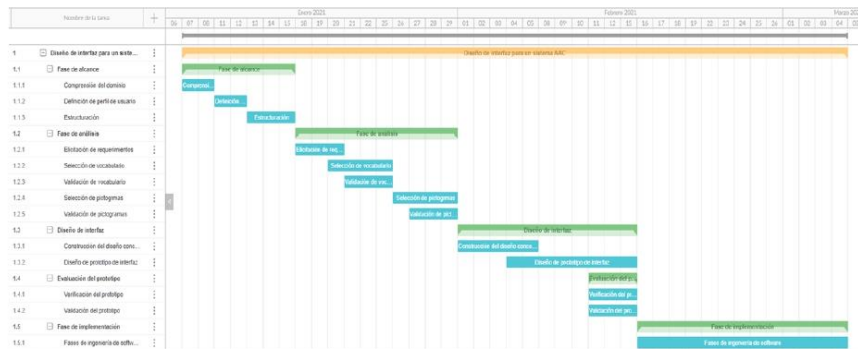 Nombre de la tarea
Enero 2021
Febrero 2021
Marzo 202
06 07 08 11 12 13 14 15 18 19 20 21 22 25 26 27 28 29 01 02 03 04 05 08 09 10 11 12 15 16 17 18 19 22 23 24 25 26 01 02 03 04 05
1 Diseño de interfaz para un siste...
Diseño de interfaz para un sistema AAC
1.1 Fase de alcance
Fase de alcance
1.1.1 Comprensión del dominio
Comprensi...
1.1.2 Definición de perfil de usuario
Definición ...
1.1.3 Estructuración
Estructuración
1.2 Fase de análisis
Fase de análisis
1.2.1 Elicitación de requerimientos
Elicitación de req...
1.2.2 Selección de vocabulario
Selección de vocabulario
1.2.3 Validación de vocabulario
Validación de voc...
1.2.4 Selección de pictogramas
Selección de pictogramas
1.2.5 Validación de pictogramas
Validación de pict...
1.3 Diseño de interfaz
Diseño de interfaz
1.3.1 Construcción del diseño conc...
Construcción del diseño conce...
1.3.2 Diseño de prototipo de interfaz
Diseño de prototipo de interfaz
1.4 Evaluación del prototipo
Evaluación del p...
1.4.1 Verificación del prototipo
Verificación del pr...
1.4.2 Validación del prototipo
Validación del pro...
1.5 Fase de implementación
Fase de implementación
1.5.1 Fases de ingeniería de softw...
Fases de ingeniería de software